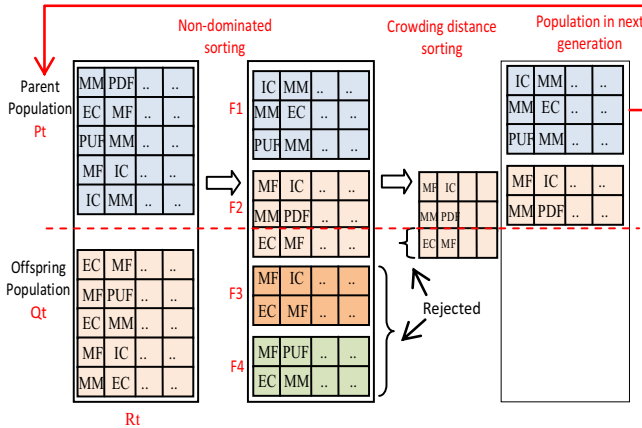 Non-dominated
sorting
Crowding distance
sorting
Population in next
generation
Parent
Population
Pt
MM PDF .. ..
EC MF .. ..
PUF MM .. ..
MF IC .. ..
IC MM .. ..
Offspring
Population
Qt
EC MF .. ..
MF PUF .. ..
EC MM .. ..
MF IC .. ..
MM EC .. ..
Rt
F1
IC MM .. ..
MM EC .. ..
PUF MM .. ..
F2
MF IC .. ..
MM PDF .. ..
EC MF .. ..
F3
MF IC .. ..
EC MF .. ..
F4
MF PUF .. ..
EC MM .. ..
MF IC
MM PDF
EC MF
Rejected
IC MM .. ..
MM EC .. ..
PUF MM .. ..
MF IC .. ..
MM PDF .. ..